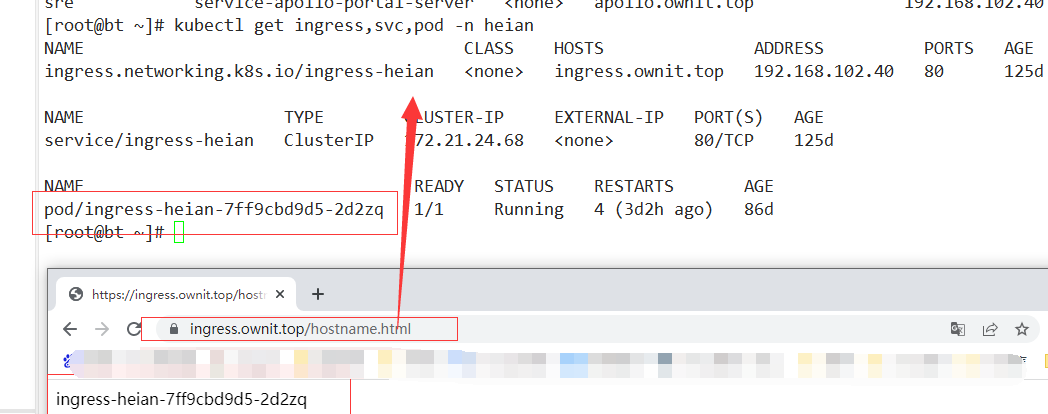 sre service-apollo-portal-server <none> apollo.ownit.top 192.168.102.40
[root@bt ~]# kubectl get ingress,svc,pod -n heian
NAME CLASS HOSTS ADDRESS PORTS AGE
ingress.networking.k8s.io/ingress-heian <none> ingress.ownit.top 192.168.102.40 80 125d
NAME TYPE CLUSTER-IP EXTERNAL-IP PORT(S) AGE
service/ingress-heian ClusterIP 172.21.24.68 <none> 80/TCP 125d
NAME READY STATUS RESTARTS AGE
pod/ingress-heian-7ff9cbd9d5-2d2zq 1/1 Running 4 (3d2h ago) 86d
[root@bt ~]#
https://ingress.ownit.top/host
ingress.ownit.top/hostname.html
ingress-heian-7ff9cbd9d5-2d2zq